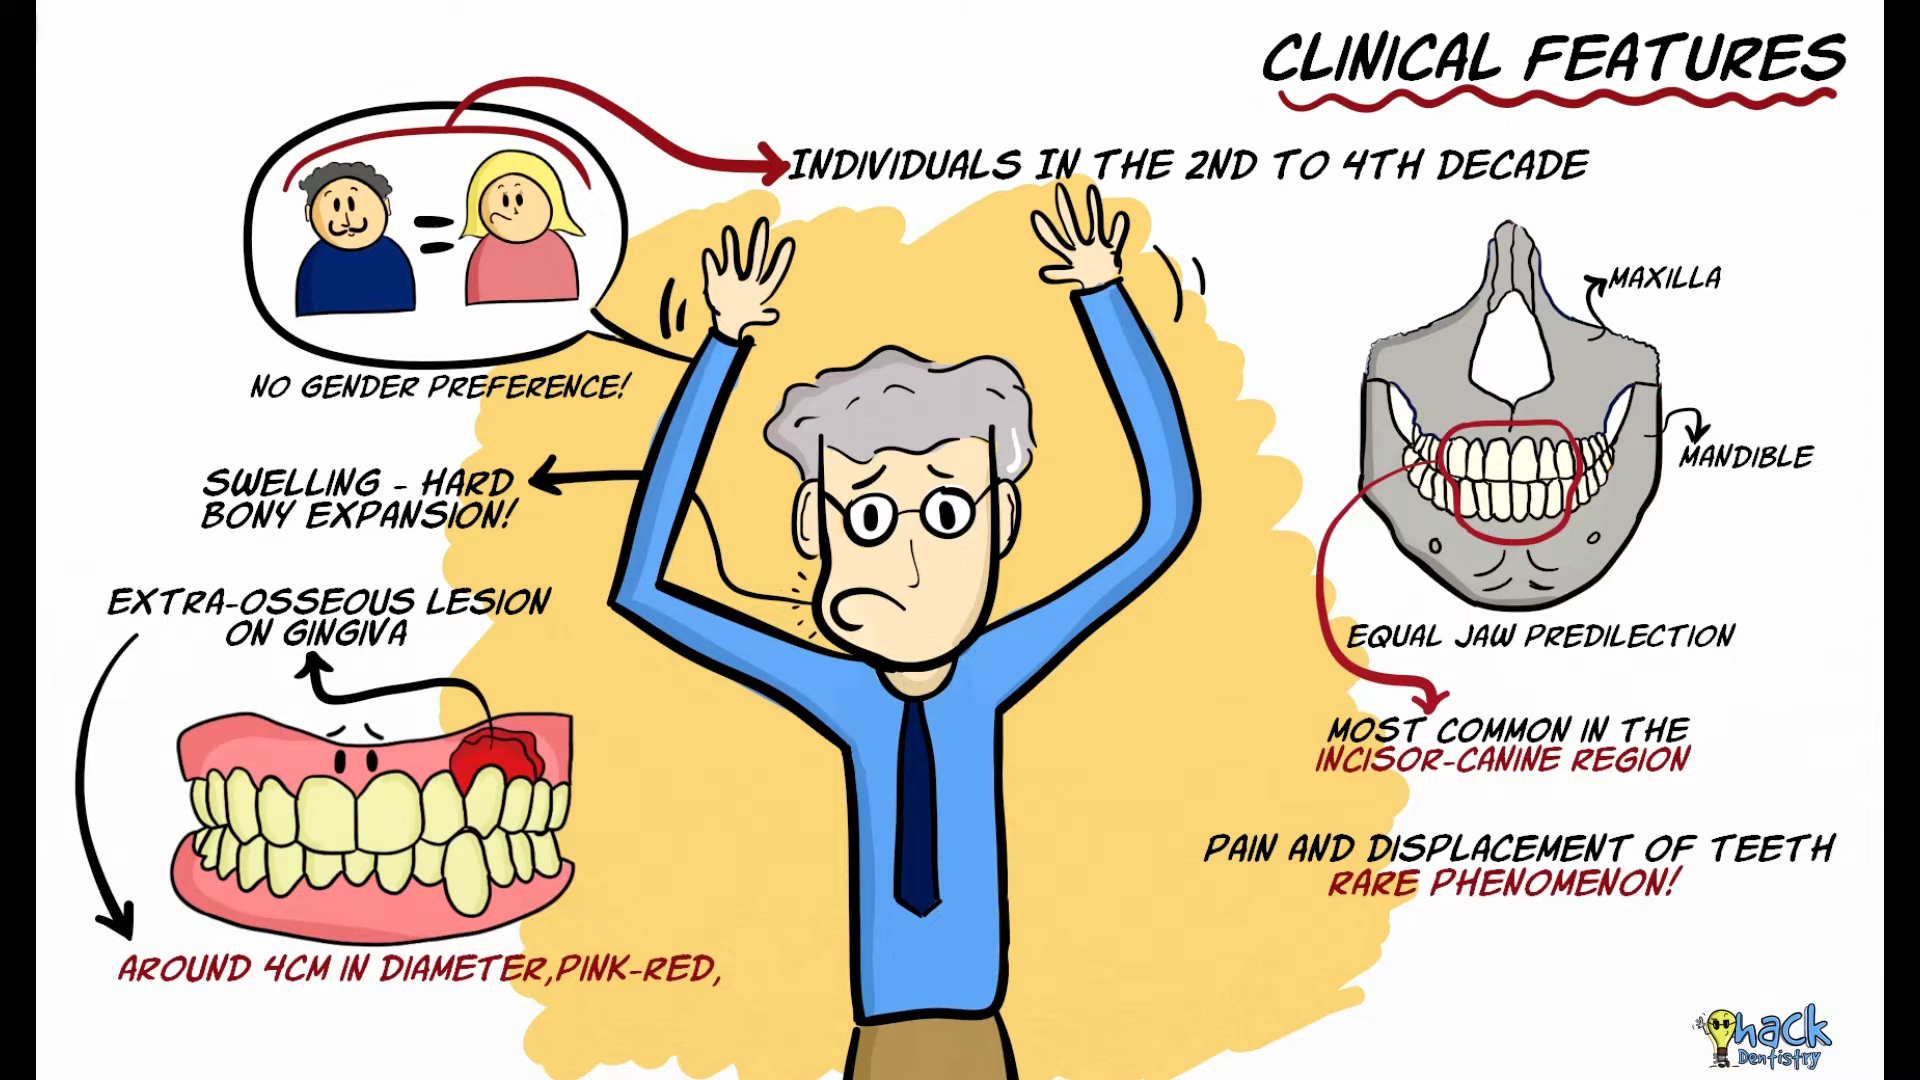 CLINICAL FEATURES
INDIVIDUALS IN THE 2ND TO 4TH DECADE
NO GENDER PREFERENCE!
SWELLING - HARD
BONY EXPANSION!
EXTRA-OSSEOUS LESION
ON GINGIVA
AROUND 4CM IN DIAMETER,PINK-RED,
MAXILLA
MANDIBLE
EQUAL JAW PREDILECTION
MOST COMMON IN THE
INCISOR-CANINE REGION
PAIN AND DISPLACEMENT OF TEETH
RARE PHENOMENON!
hack
Dentistry